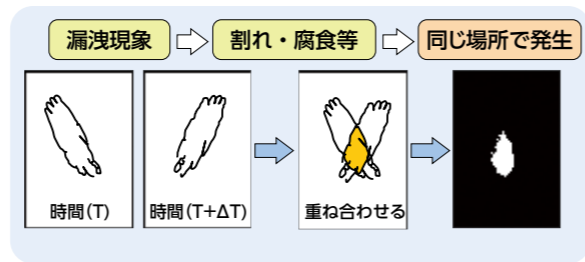 漏洩現象
割れ・腐食等
同じ場所で発生
時間(T)
時間(T+ΔT)
重ね合わせる